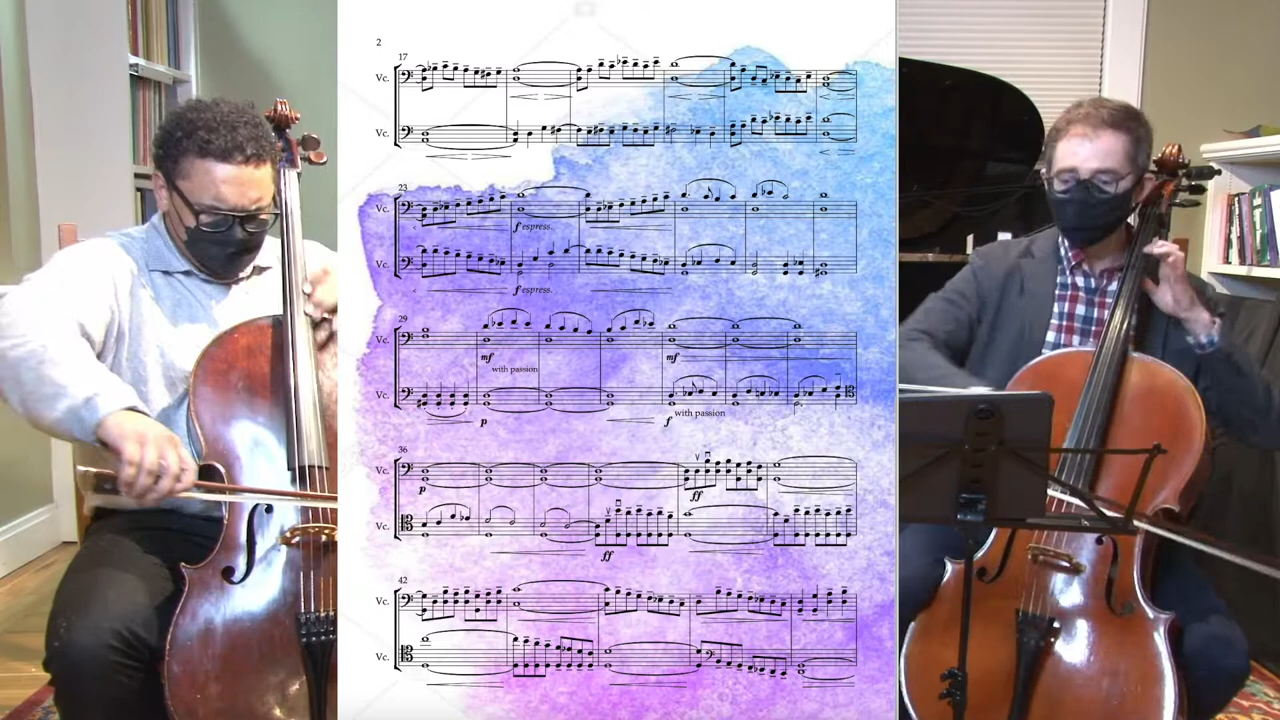 2
17
Vc.
Vc.
23
Vc.
f espress.
Vc.
f espress.
29
Vc.
mf mf
with passion
Vc.
p f with passion
36
Vc.
p ff
Vc.
ff
42
Vc.
Vc.